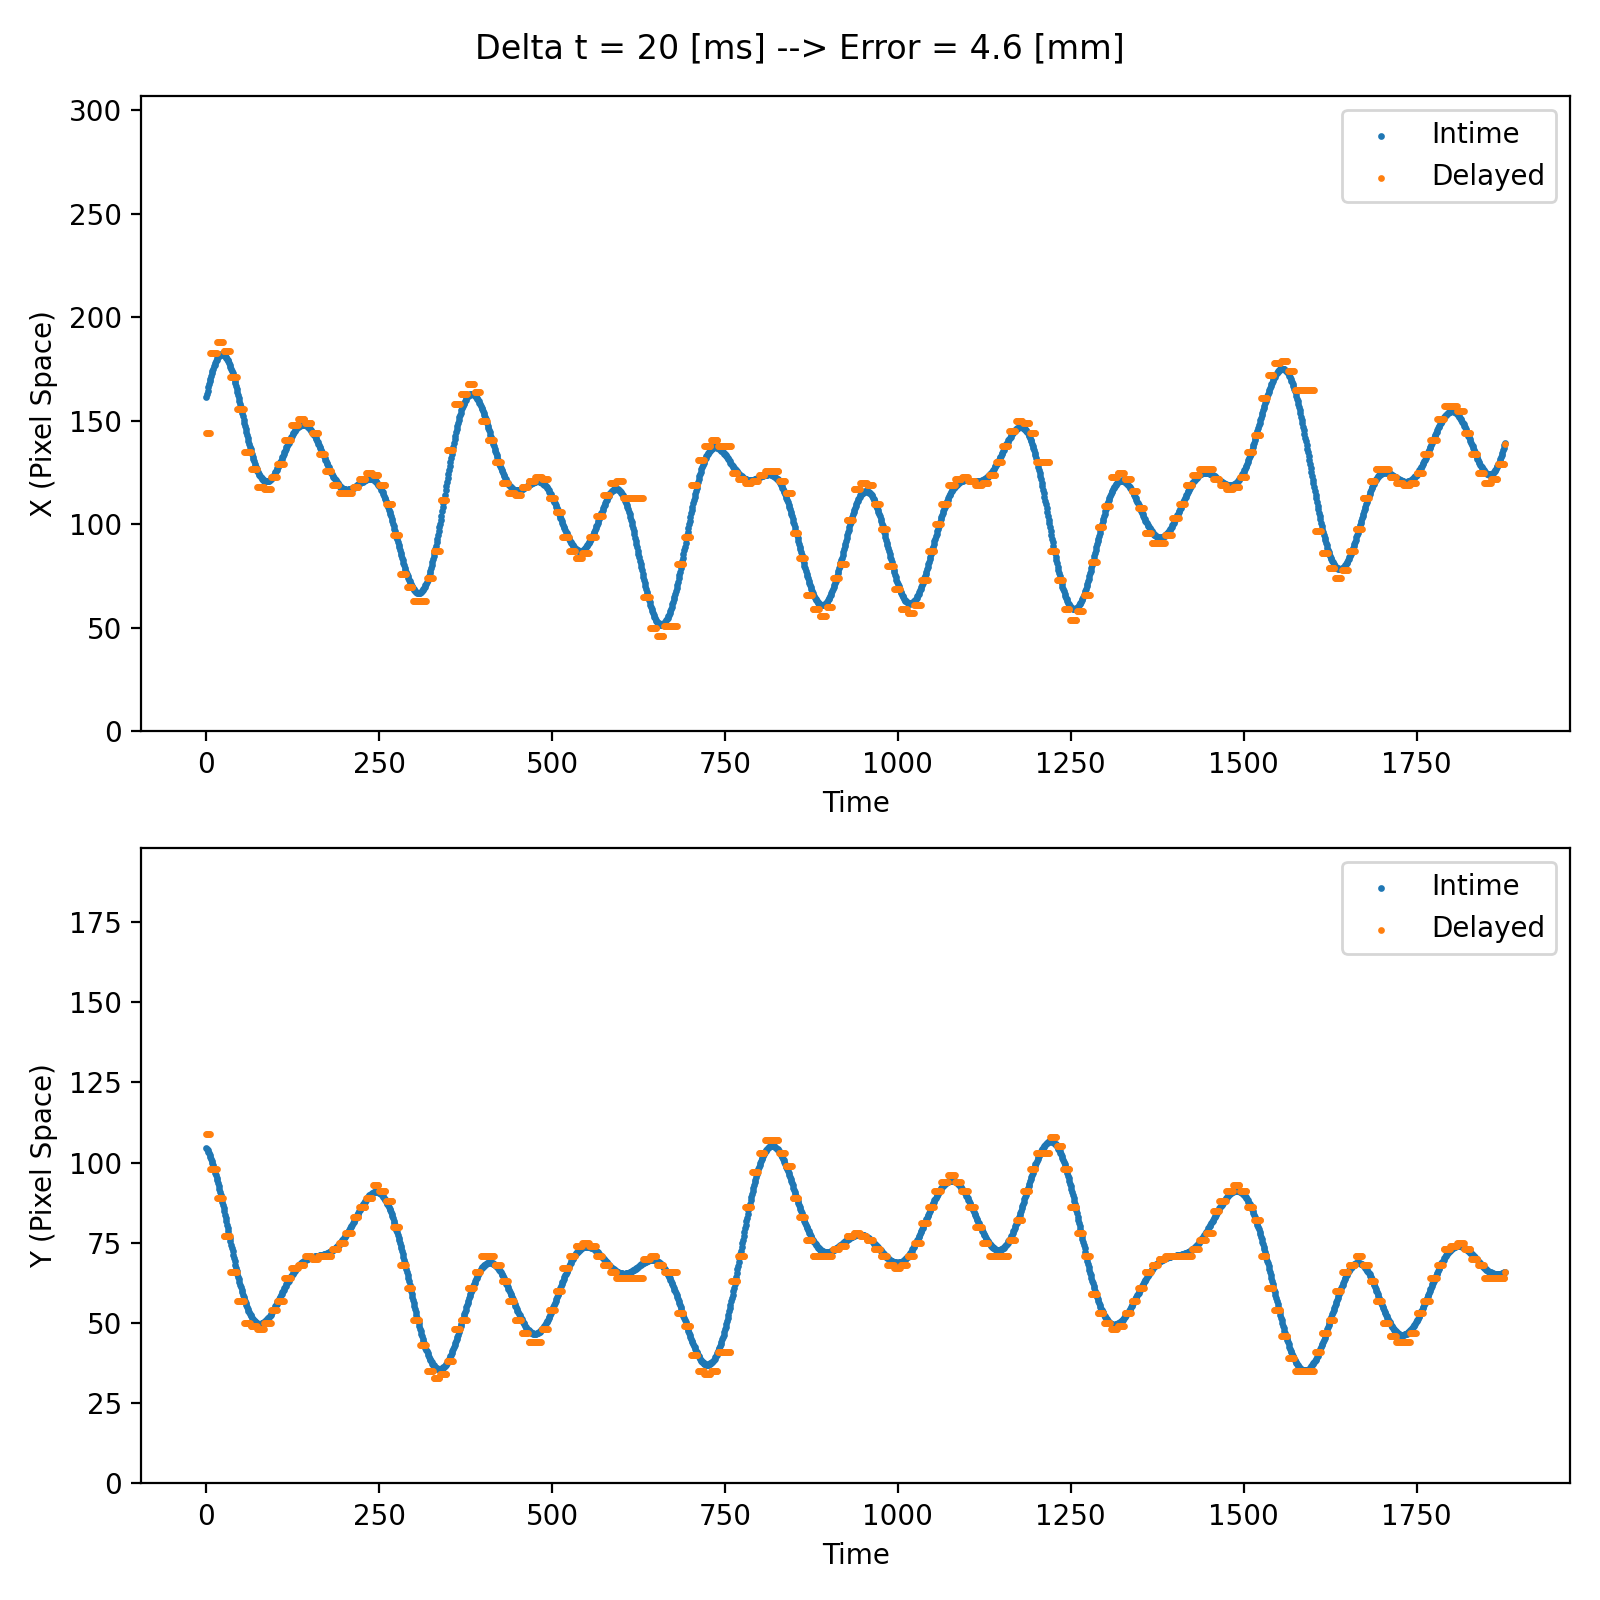 Delta t = 20 [ms] --> Error = 4.6 [mm]
300
250
200
150
100
50
0
X (Pixel Space)
Intime
Delayed
0 250 500 750 1000 1250 1500 1750
Time
175
150
125
100
75
50
25
0
Y (Pixel Space)
Intime
Delayed
0 250 500 750 1000 1250 1500 1750
Time